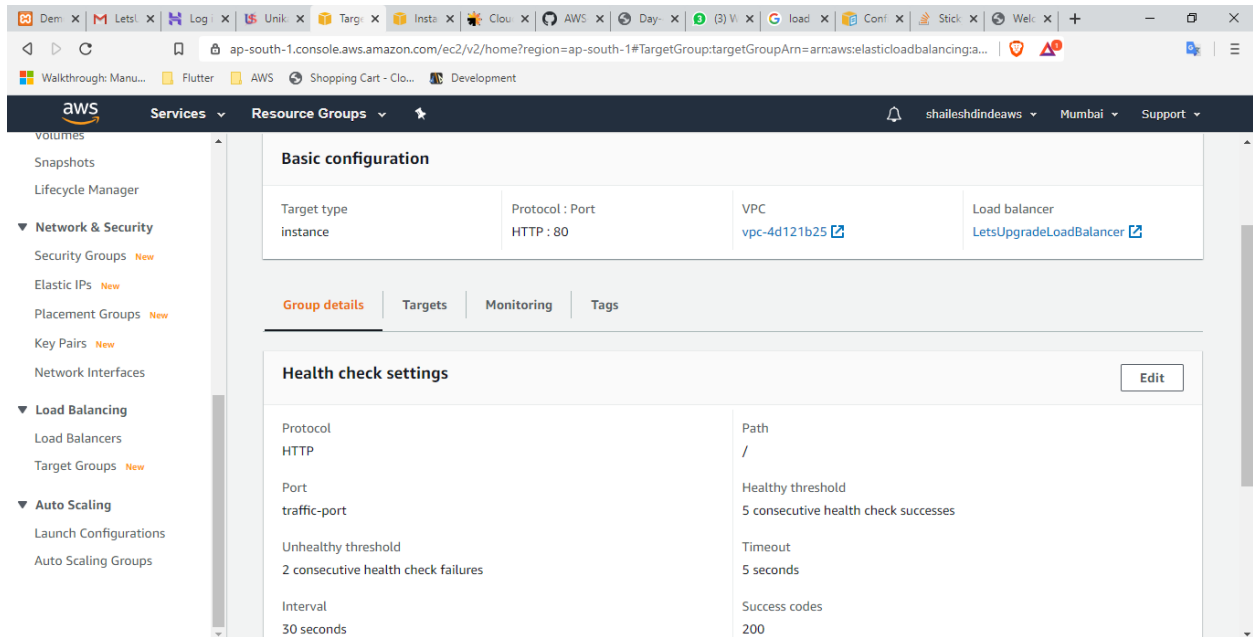 Dem M LetsU Log i Unik Targe Insta Clou AWS Day- (3) W load Conf Stick Welc
ap-south-1.console.aws.amazon.com/ec2/v2/home?region=ap-south-1#TargetGroup:targetGroupArn=arn:aws:elasticloadbalancing:a...
Walkthrough: Manu... Flutter AWS Shopping Cart - Clo... Development
aws Services Resource Groups shaileshdindeaws Mumbai Support
Volumes
Snapshots
Lifecycle Manager
Network & Security
Security Groups New
Elastic IPs New
Placement Groups New
Key Pairs New
Network Interfaces
Load Balancing
Load Balancers
Target Groups New
Auto Scaling
Launch Configurations
Auto Scaling Groups
Basic configuration
Target type
instance
Protocol : Port
HTTP : 80
VPC
vpc-4d121b25
Load balancer
LetsUpgradeLoadBalancer
Group details Targets Monitoring Tags
Health check settings
Edit
Protocol
HTTP
Path
/
Port
traffic-port
Healthy threshold
5 consecutive health check successes
Unhealthy threshold
2 consecutive health check failures
Timeout
5 seconds
Interval
30 seconds
Success codes
200